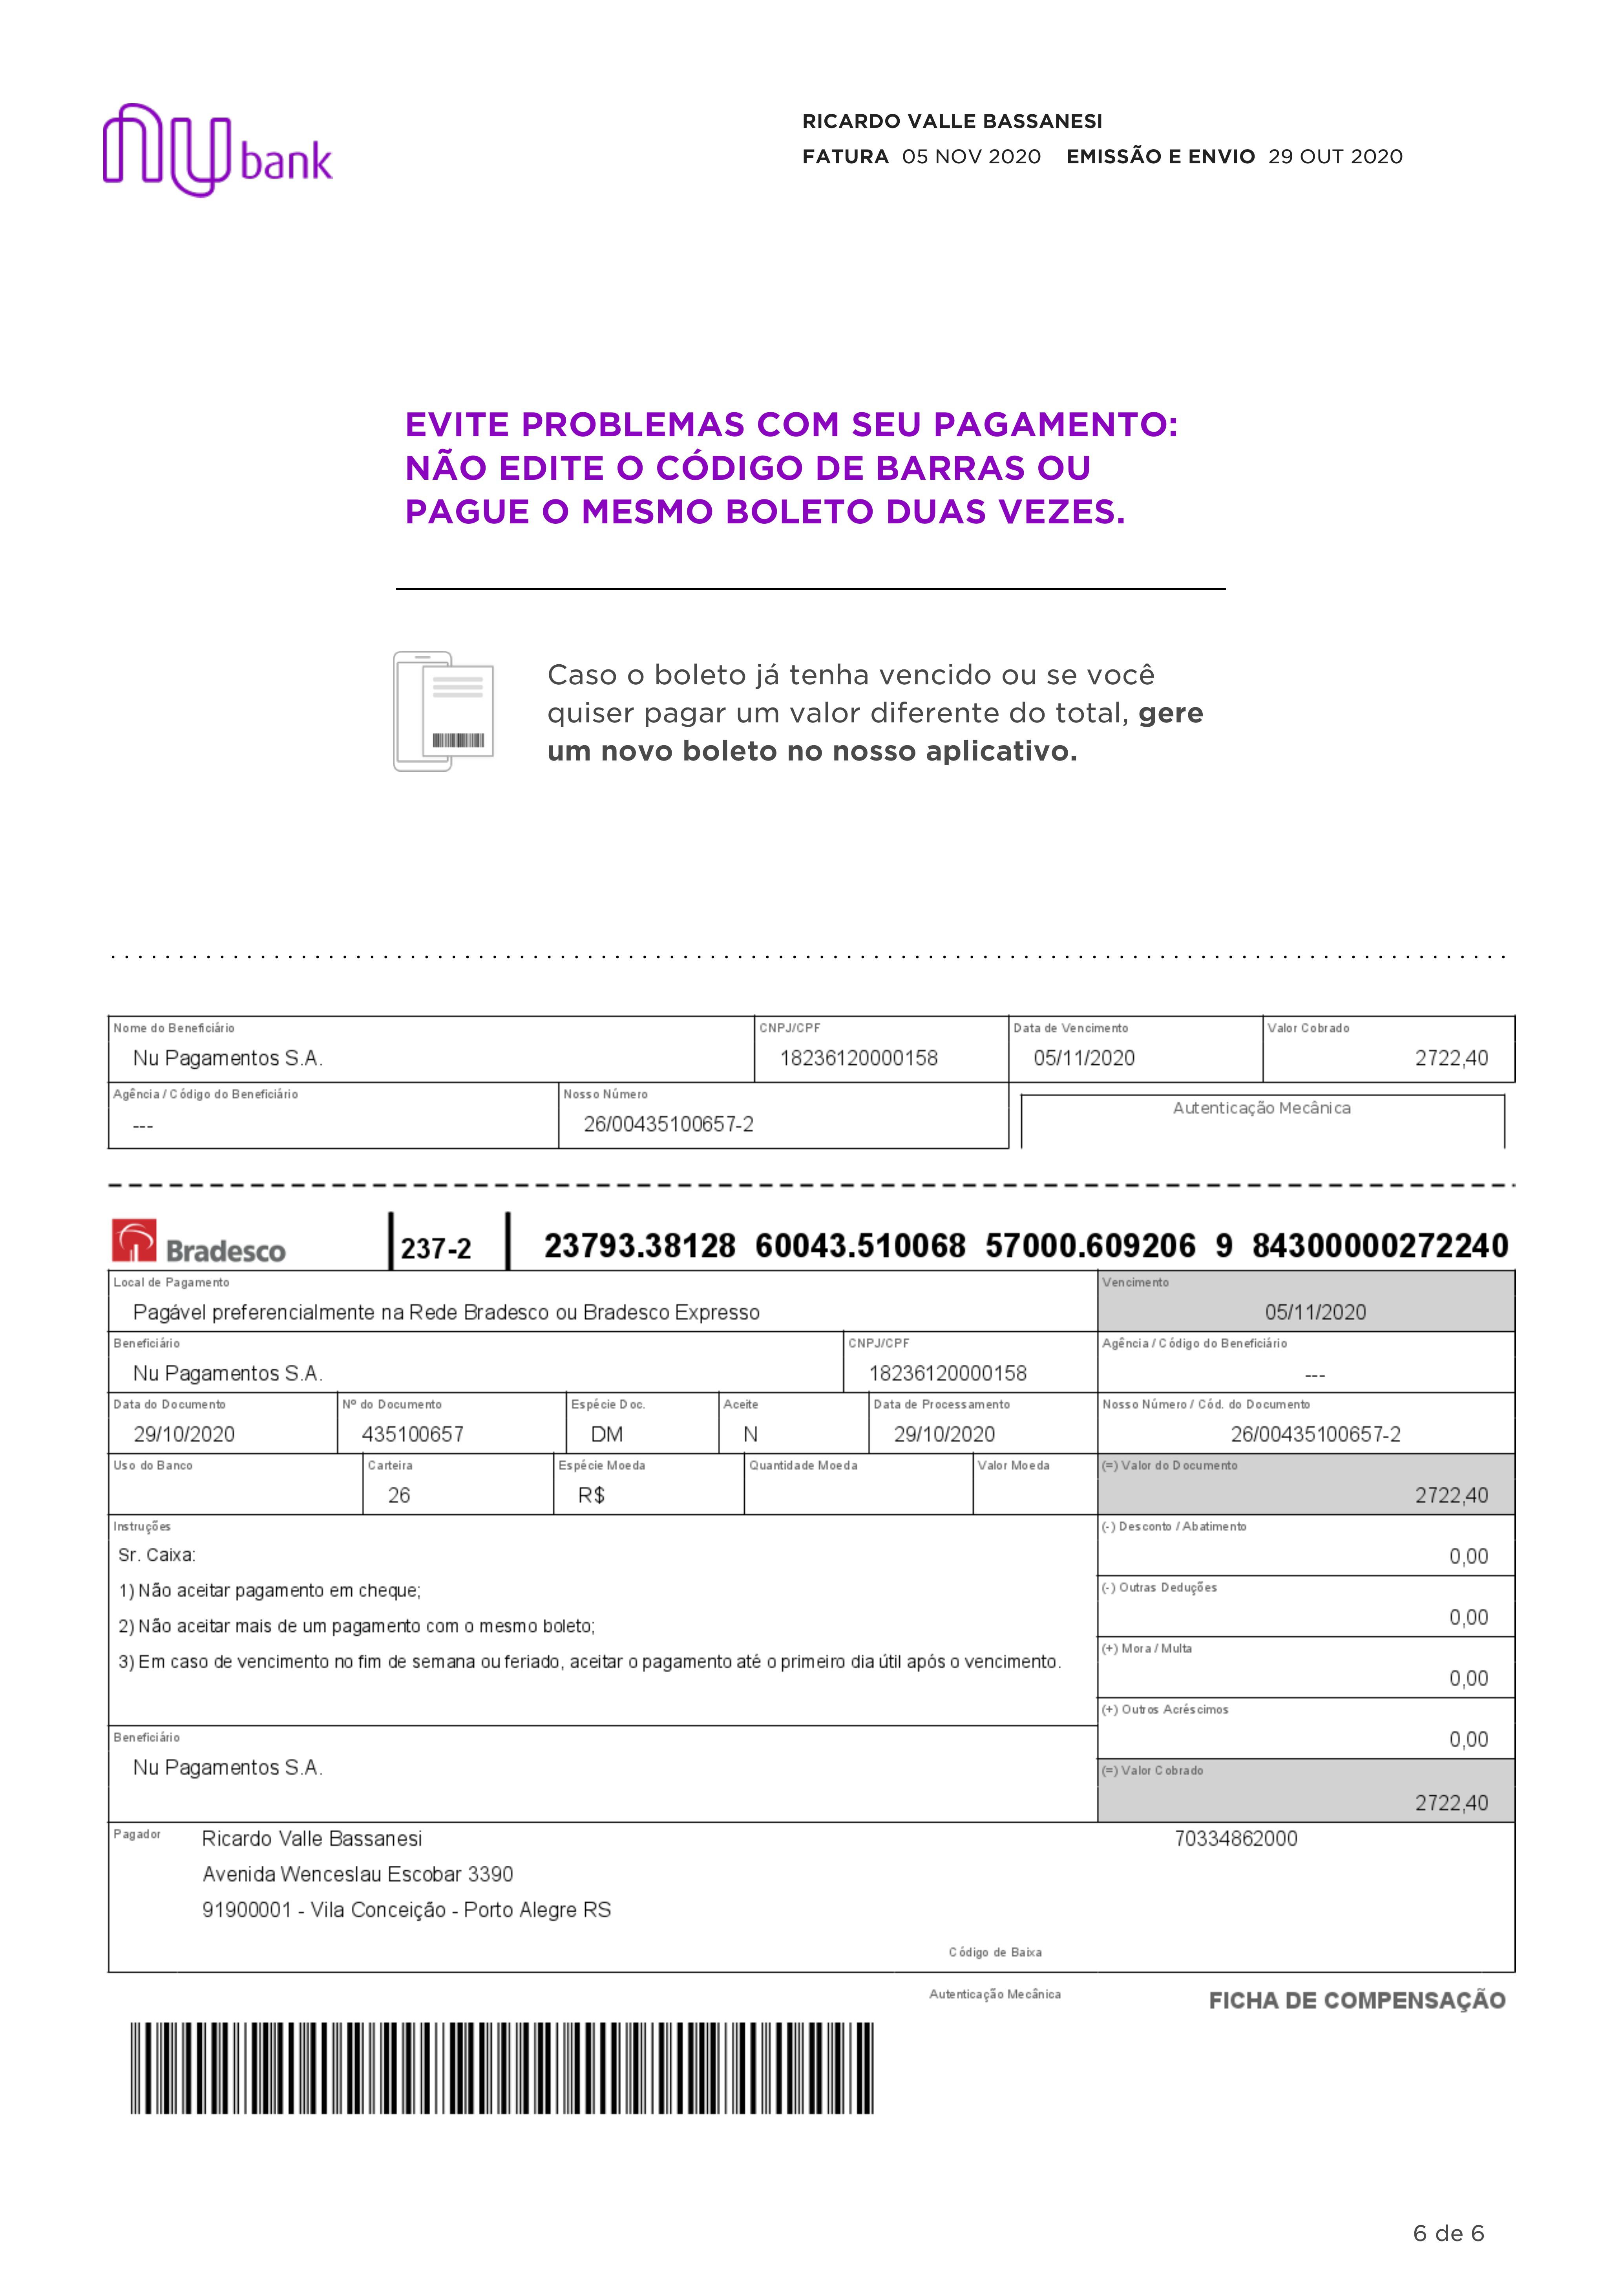 nu bank
RICARDO VALLE BASSANESI
FATURA 05 NOV 2020 EMISSÃO E ENVIO 29 OUT 2020
EVITE PROBLEMAS COM SEU PAGAMENTO:
NÃO EDITE O CÓDIGO DE BARRAS OU
PAGUE O MESMO BOLETO DUAS VEZES.
Caso o boleto já tenha vencido ou se você
quiser pagar um valor diferente do total, gere
um novo boleto no nosso aplicativo.
Nome do Beneficiário CNPJ/CPF Data de Vencimento Valor Cobrado
Nu Pagamentos S.A. 18236120000158 05/11/2020 2722,40
Agência / Código do Beneficiário Nosso Número Autenticação Mecânica
--- 26/00435100657-2
Bradesco 237-2 23793.38128 60043.510068 57000.609206 9 84300000272240
Local de Pagamento Vencimento
Pagável preferencialmente na Rede Bradesco ou Bradesco Expresso 05/11/2020
Beneficiário CNPJ/CPF Agência / Código do Beneficiário
Nu Pagamentos S.A. 18236120000158 ---
Data do Documento Nº do Documento Espécie Doc. Aceite Data de Processamento Nosso Número / Cód. do Documento
29/10/2020 435100657 DM N 29/10/2020 26/00435100657-2
Uso do Banco Carteira Espécie Moeda Quantidade Moeda Valor Moeda (=) Valor do Documento
26 R$ 2722,40
Instruções (-) Desconto / Abatimento
Sr. Caixa: 0,00
1) Não aceitar pagamento em cheque; (-) Outras Deduções
2) Não aceitar mais de um pagamento com o mesmo boleto; 0,00
3) Em caso de vencimento no fim de semana ou feriado, aceitar o pagamento até o primeiro dia útil após o vencimento. (+) Mora / Multa
0,00
(+) Outros Acréscimos
0,00
Beneficiário
Nu Pagamentos S.A. (=) Valor Cobrado
2722,40
Pagador Ricardo Valle Bassanesi 70334862000
Avenida Wenceslau Escobar 3390
91900001 - Vila Conceição - Porto Alegre RS
Código de Baixa
Autenticação Mecânica FICHA DE COMPENSAÇÃO
6 de 6